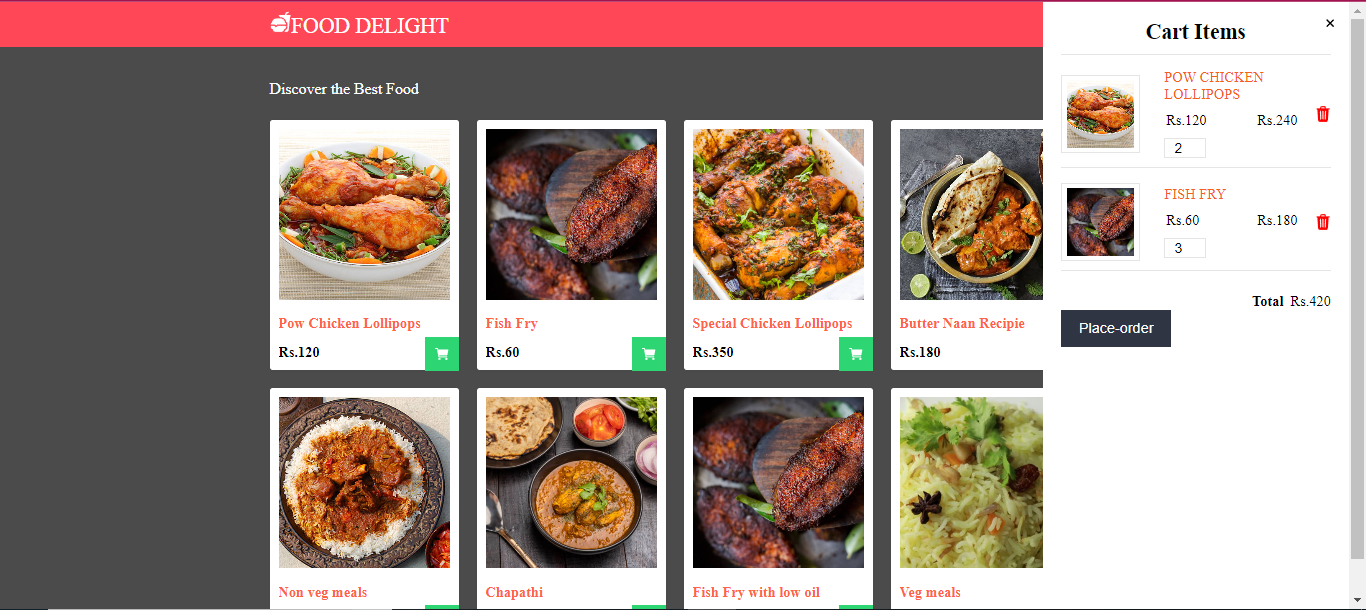 FOOD DELIGHT
Discover the Best Food
Pow Chicken Lollipops
Rs.120
Fish Fry
Rs.60
Special Chicken Lollipops
Rs.350
Butter Naan Recipie
Rs.180
Non veg meals
Chapathi
Fish Fry with low oil
Veg meals
×
Cart Items
POW CHICKEN
LOLLIPOPS
Rs.120 Rs.240
2
FISH FRY
Rs.60 Rs.180
3
Total Rs.420
Place-order